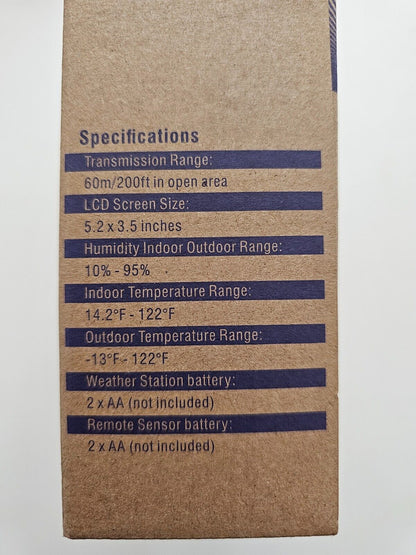 Specifications
Transmission Range:
60m/200ft in open area
LCD Screen Size:
5.2 x 3.5 inches
Humidity Indoor Outdoor Range:
10% - 95%
Indoor Temperature Range:
14.2°F - 122°F
Outdoor Temperature Range:
-13°F - 122°F
Weather Station battery:
2 x AA (not included)
Remote Sensor battery:
2 x AA (not included)